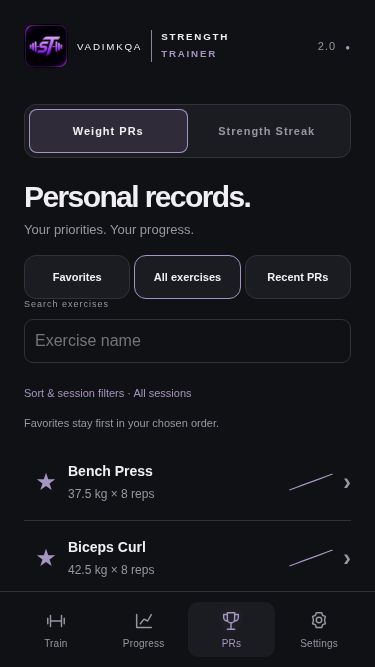 ST
VADIMKQA
STRENGTH
TRAINER
2.0
Weight PRs
Strength Streak
Personal records.
Your priorities. Your progress.
Favorites
All exercises
Recent PRs
Search exercises
Exercise name
Sort & session filters · All sessions
Favorites stay first in your chosen order.
Bench Press
37.5 kg × 8 reps
Biceps Curl
42.5 kg × 8 reps
Train
Progress
PRs
Settings